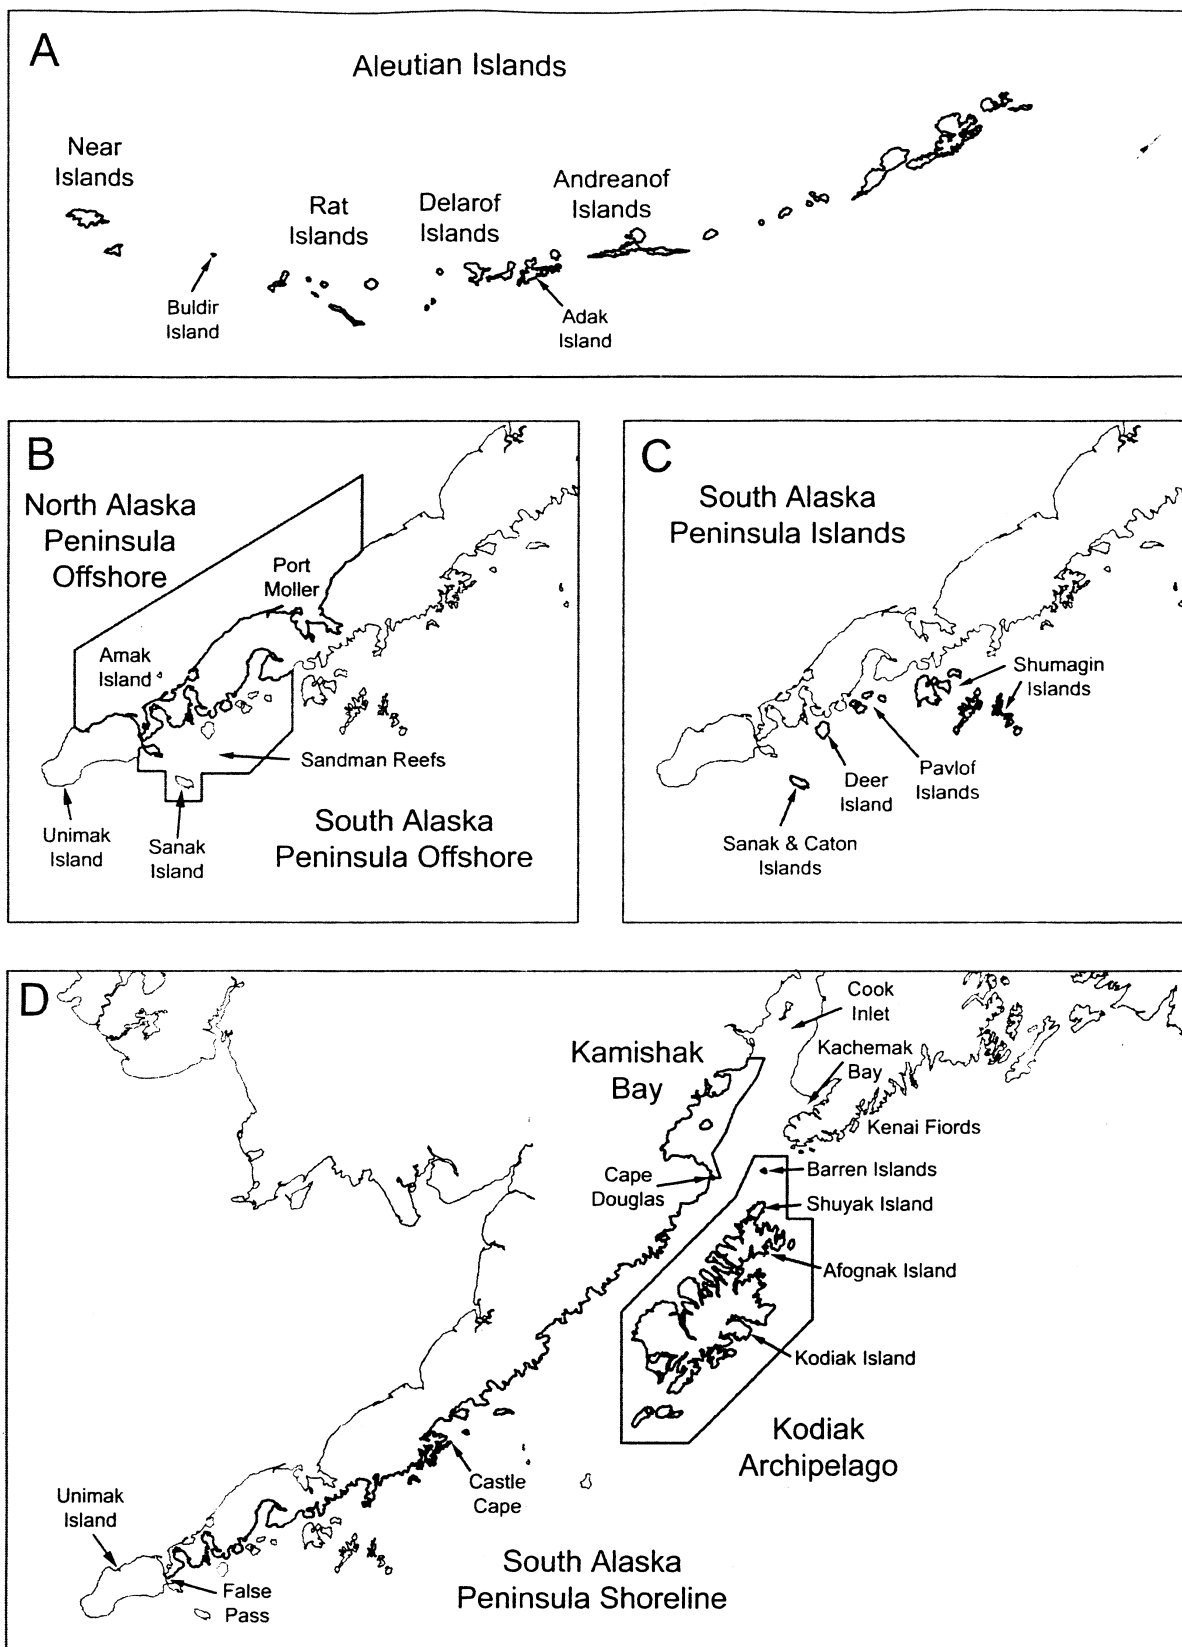 A
Aleutian Islands
Near
Islands
Rat
Islands
Delarof
Islands
Andreanof
Islands
Buldir
Island
Adak
Island
B
North Alaska
Peninsula
Offshore
Port
Moller
Amak
Island
Sandman Reefs
Unimak
Island
Sanak
Island
South Alaska
Peninsula Offshore
C
South Alaska
Peninsula Islands
Shumagin
Islands
Deer
Island
Pavlof
Islands
Sanak & Caton
Islands
D
Cook
Inlet
Kamishak
Bay
Kachemak
Bay
Kenai Fiords
Cape
Douglas
Barren Islands
Shuyak Island
Afognak Island
Kodiak Island
Kodiak
Archipelago
Castle
Cape
Unimak
Island
False
Pass
South Alaska
Peninsula Shoreline